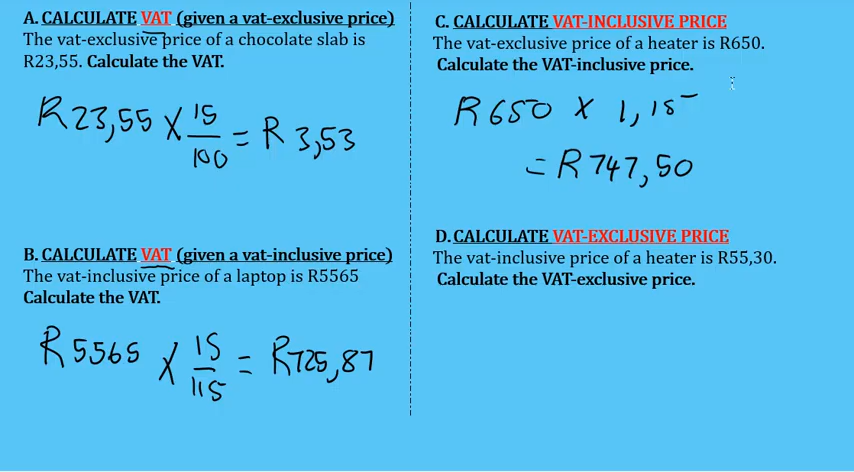 A. CALCULATE VAT (given a vat-exclusive price)
The vat-exclusive price of a chocolate slab is
R23,55. Calculate the VAT.
R23,55 × 15/100 = R 3,53
B. CALCULATE VAT (given a vat-inclusive price)
The vat-inclusive price of a laptop is R5565
Calculate the VAT.
R5565 × 15/115 = R725,87
C. CALCULATE VAT-INCLUSIVE PRICE
The vat-exclusive price of a heater is R650.
Calculate the VAT-inclusive price.
R650 × 1,15
= R747,50
D. CALCULATE VAT-EXCLUSIVE PRICE
The vat-inclusive price of a heater is R55,30.
Calculate the VAT-exclusive price.